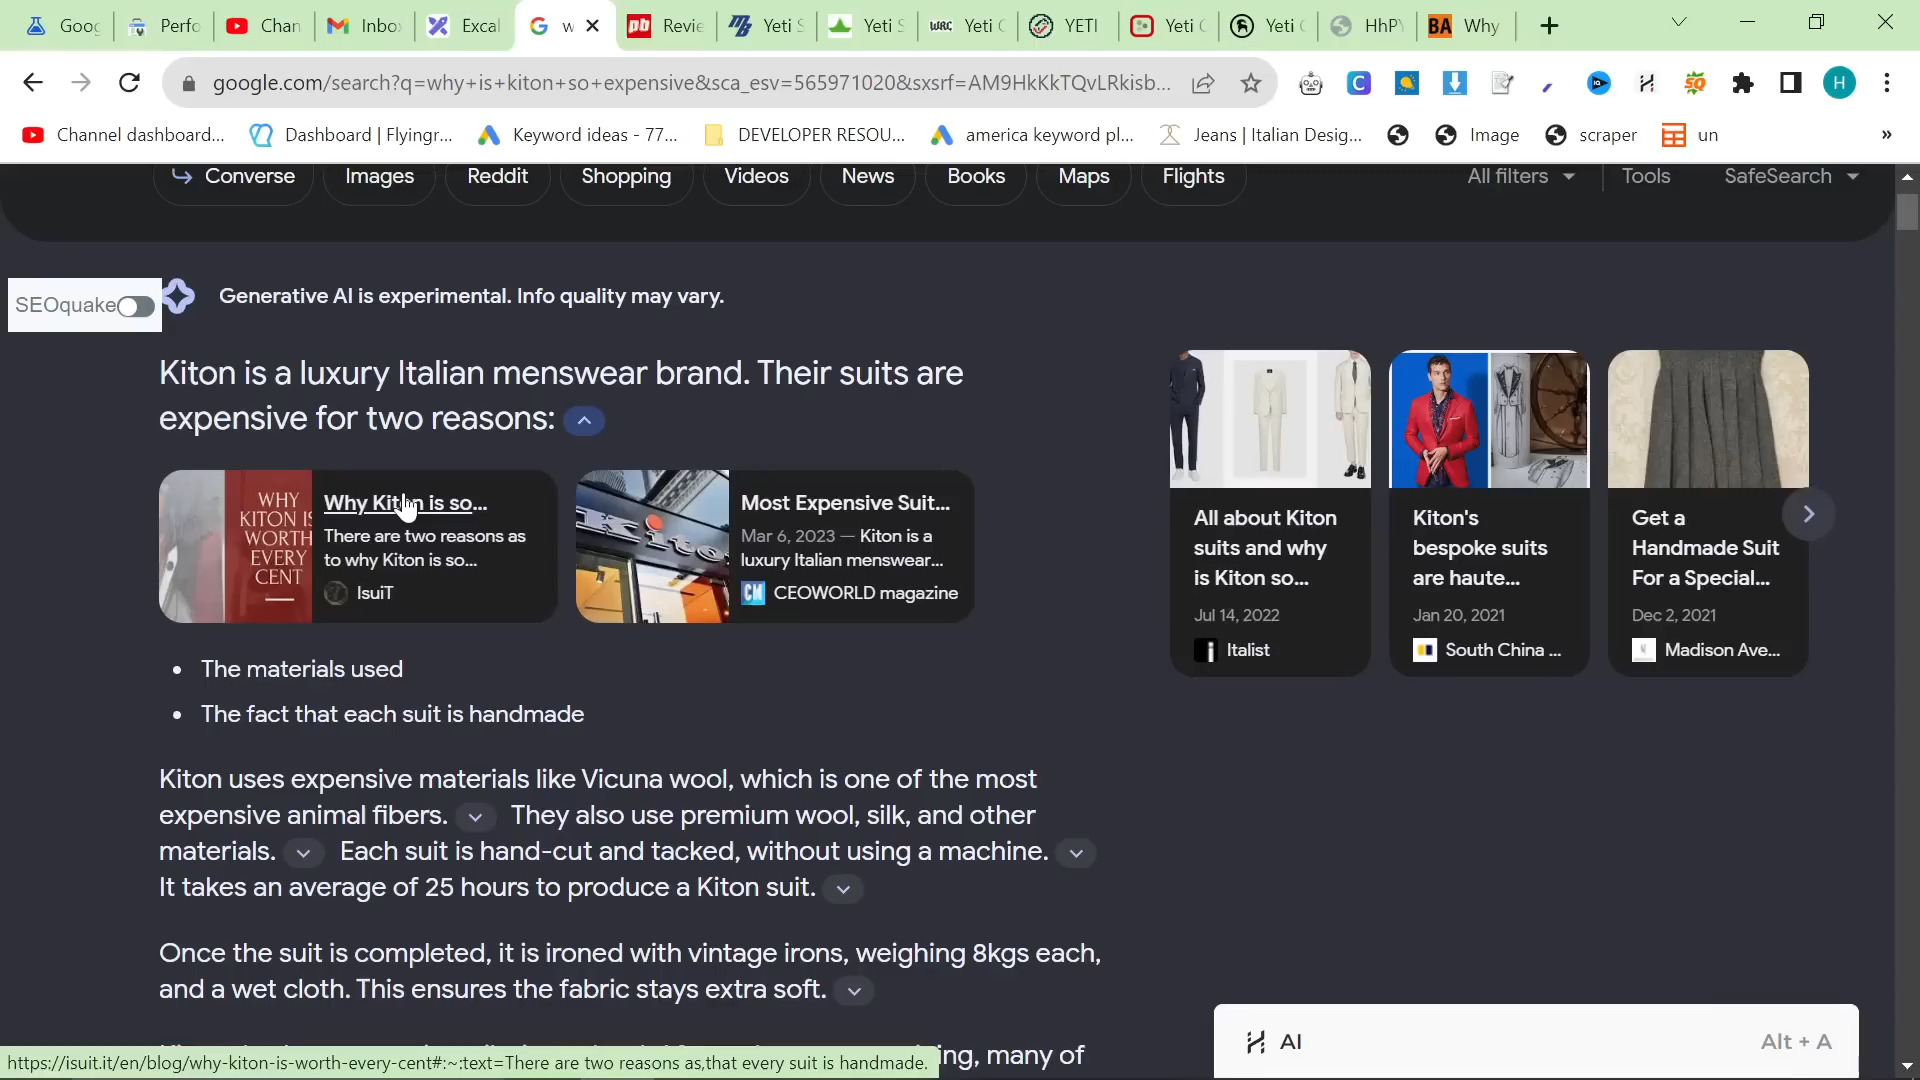 Goog
Perfo
Chan
Inbo
Excal
w
Revie
Yeti S
Yeti S
Yeti C
YETI
Yeti C
Yeti C
HhPY
BA Why
google.com/search?q=why+is+kiton+so+expensive&sca_esv=565971020&sxsrf=AM9HkKkTQvLRkisb...
H
Channel dashboard...
Dashboard | Flyingr...
Keyword ideas - 77...
DEVELOPER RESOU...
america keyword pl...
Jeans | Italian Desig...
Image
scraper
un
»
Converse
Images
Reddit
Shopping
Videos
News
Books
Maps
Flights
All filters
Tools
SafeSearch
SEOquake
Generative AI is experimental. Info quality may vary.
Kiton is a luxury Italian menswear brand. Their suits are
expensive for two reasons:
WHY
KITON IS
WORTH
EVERY
CENT
Why Kiton is so...
There are two reasons as
to why Kiton is so...
IsuiT
Kiton
Most Expensive Suit...
Mar 6, 2023 — Kiton is a
luxury Italian menswear...
CM CEOWORLD magazine
All about Kiton
suits and why
is Kiton so...
Jul 14, 2022
Italist
Kiton's
bespoke suits
are haute...
Jan 20, 2021
South China ...
Get a
Handmade Suit
For a Special...
Dec 2, 2021
Madison Ave...
• The materials used
• The fact that each suit is handmade
Kiton uses expensive materials like Vicuna wool, which is one of the most
expensive animal fibers. They also use premium wool, silk, and other
materials. Each suit is hand-cut and tacked, without using a machine.
It takes an average of 25 hours to produce a Kiton suit.
Once the suit is completed, it is ironed with vintage irons, weighing 8kgs each,
and a wet cloth. This ensures the fabric stays extra soft.
ing, many of
AI
Alt + A
https://isuit.it/en/blog/why-kiton-is-worth-every-cent#:~:text=There are two reasons as,that every suit is handmade.